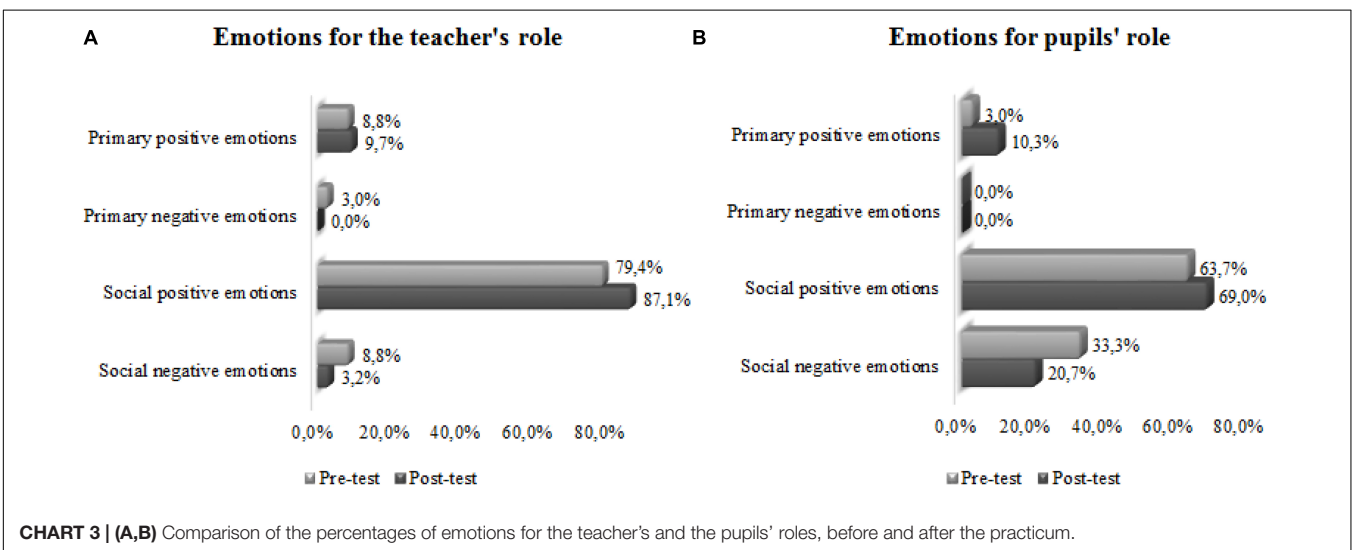 A
Emotions for the teacher's role
Primary positive emotions
8,8%
9,7%
Primary negative emotions
3,0%
0,0%
Social positive emotions
79,4%
87,1%
Social negative emotions
8,8%
3,2%
0,0% 20,0% 40,0% 60,0% 80,0%
Pre-test Post-test
B
Emotions for pupils' role
Primary positive emotions
3,0%
10,3%
Primary negative emotions
0,0%
0,0%
Social positive emotions
63,7%
69,0%
Social negative emotions
33,3%
20,7%
0,0% 20,0% 40,0% 60,0% 80,0%
Pre-test Post-test
CHART 3 | (A,B) Comparison of the percentages of emotions for the teacher's and the pupils' roles, before and after the practicum.